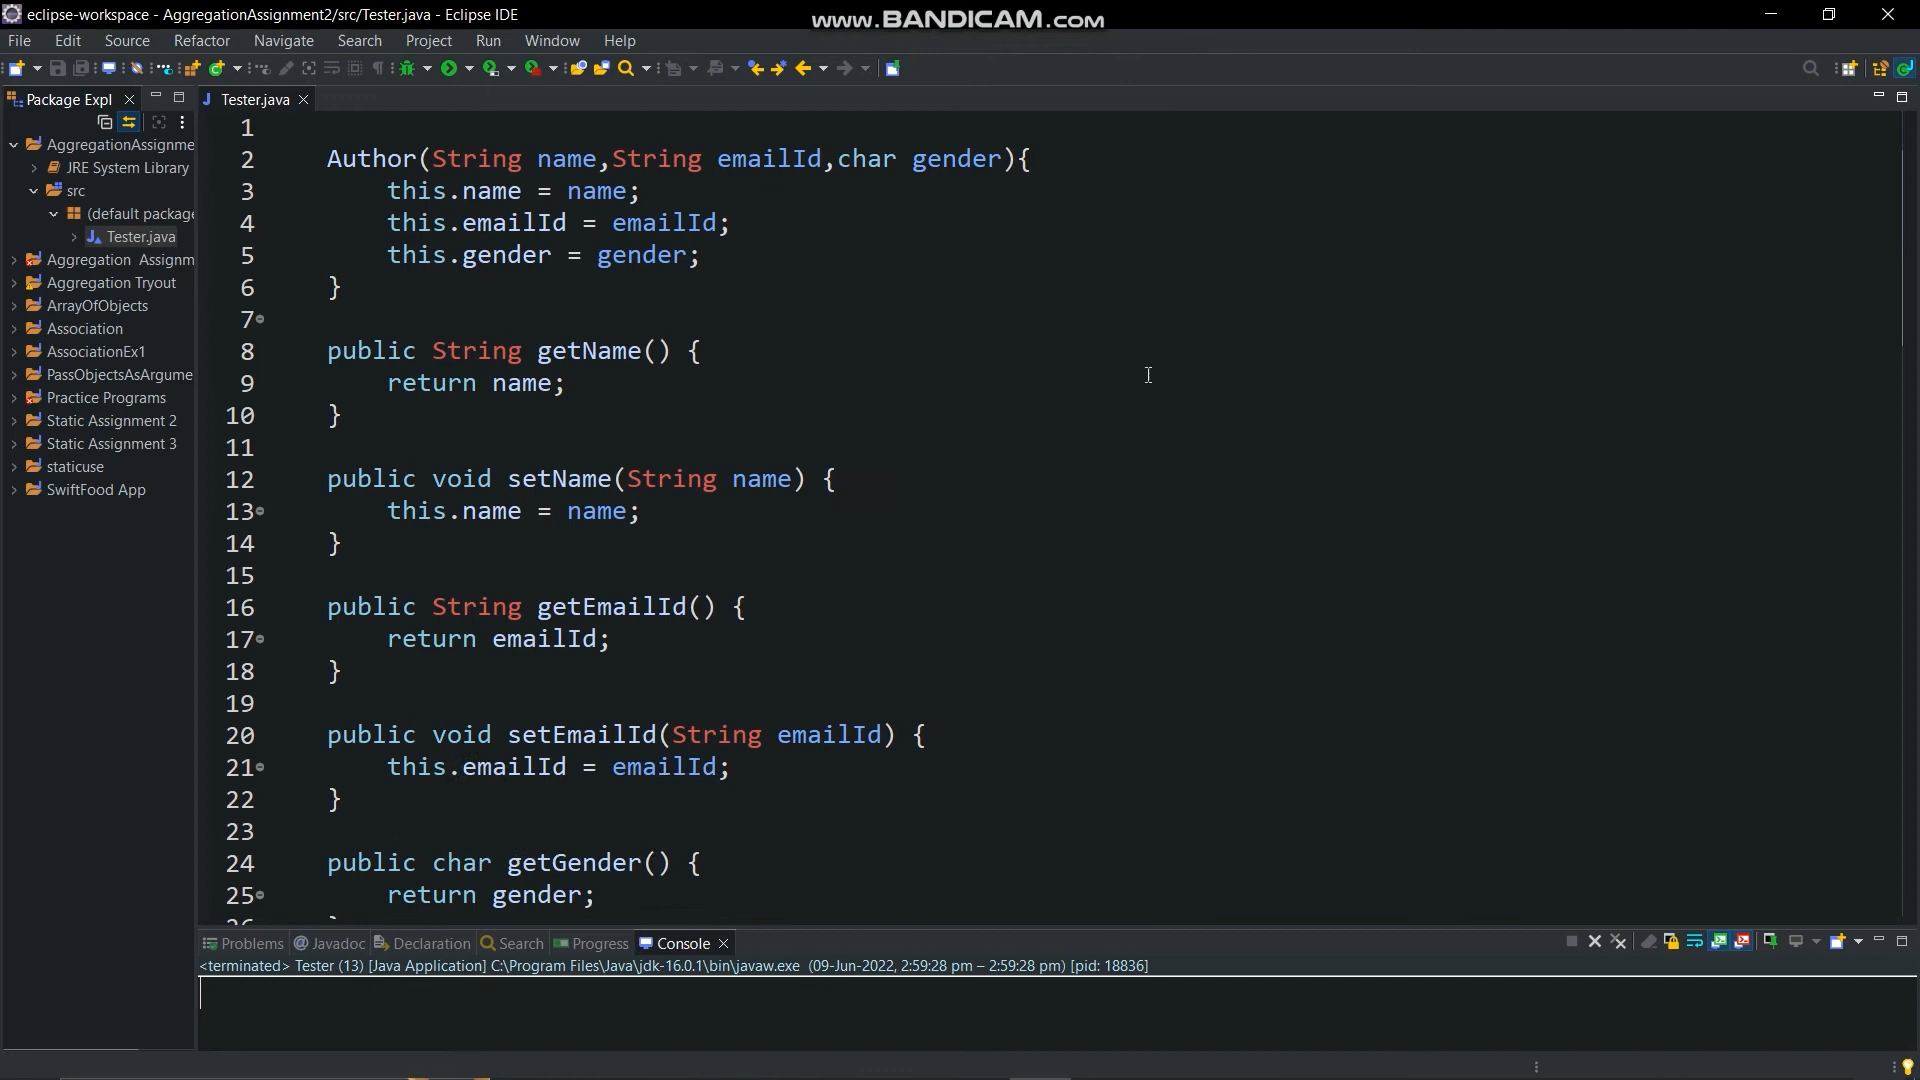 eclipse-workspace - AggregationAssignment2/src/Tester.java - Eclipse IDE
www.BANDICAM.com
File Edit Source Refactor Navigate Search Project Run Window Help
Package Expl
Tester.java
AggregationAssignme
JRE System Library
src
(default package
Tester.java
Aggregation Assignm
Aggregation Tryout
ArrayOfObjects
Association
AssociationEx1
PassObjectsAsArgume
Practice Programs
Static Assignment 2
Static Assignment 3
staticuse
SwiftFood App
1
2 Author(String name,String emailId,char gender){
3 this.name = name;
4 this.emailId = emailId;
5 this.gender = gender;
6 }
7
8 public String getName() {
9 return name;
10 }
11
12 public void setName(String name) {
13 this.name = name;
14 }
15
16 public String getEmailId() {
17 return emailId;
18 }
19
20 public void setEmailId(String emailId) {
21 this.emailId = emailId;
22 }
23
24 public char getGender() {
25 return gender;
Problems @ Javadoc Declaration Search Progress Console
<terminated> Tester (13) [Java Application] C:\Program Files\Java\jdk-16.0.1\bin\javaw.exe (09-Jun-2022, 2:59:28 pm – 2:59:28 pm) [pid: 18836]